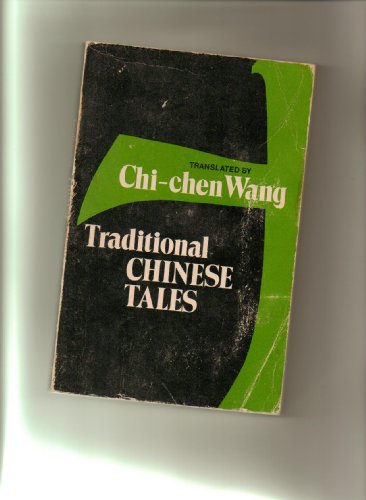 TRANSLATED BY
Chi-chen Wang
Traditional
CHINESE
TALES